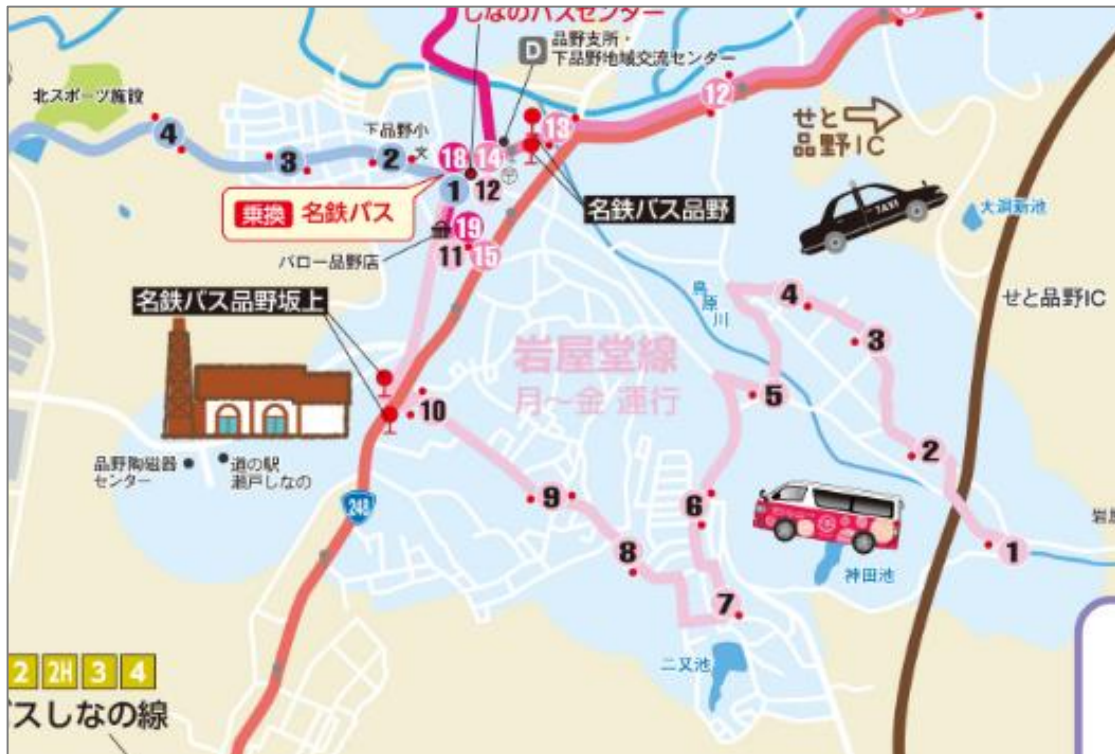 しなのバスセンター
D 品野支所・
下品野地域交流センター
北スポーツ施設
下品野小
文
4
3
2
18
14
13
12
1
12
乗換 名鉄バス
19
11
15
バロー品野店
名鉄バス品野
せと
品野IC
TAXI
大洞新池
名鉄バス品野坂上
鳥原川
せと品野IC
岩屋堂線
月~金 運行
4
3
5
2
10
9
6
8
7
1
品野陶磁器
センター
道の駅
瀬戸しなの
248
神田池
二又池
岩
2 2H 3 4
バスしなの線